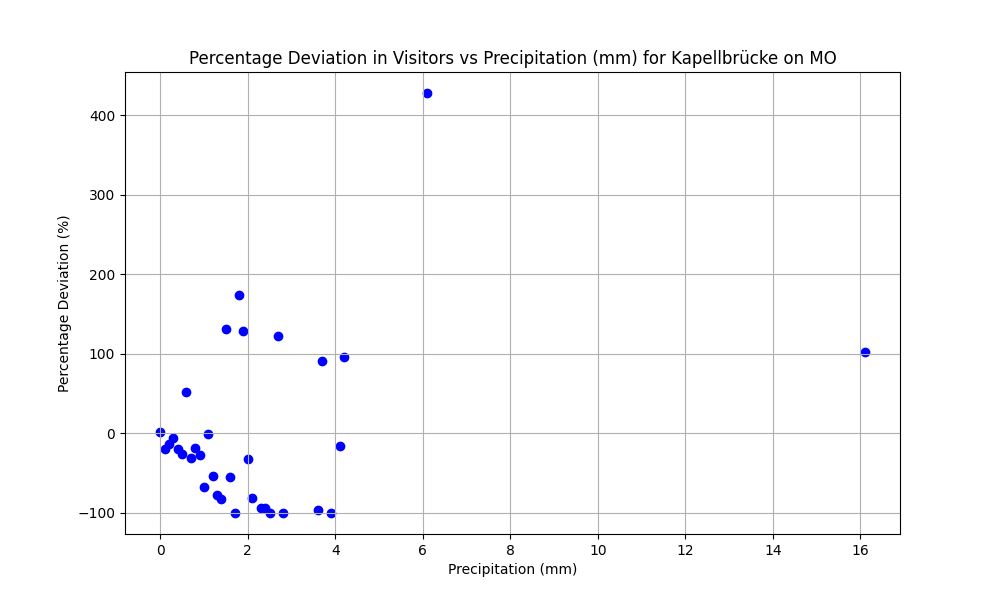 Percentage Deviation in Visitors vs Precipitation (mm) for Kapellbrücke on MO
400
300
200
100
0
−100
Percentage Deviation (%)
0 2 4 6 8 10 12 14 16
Precipitation (mm)